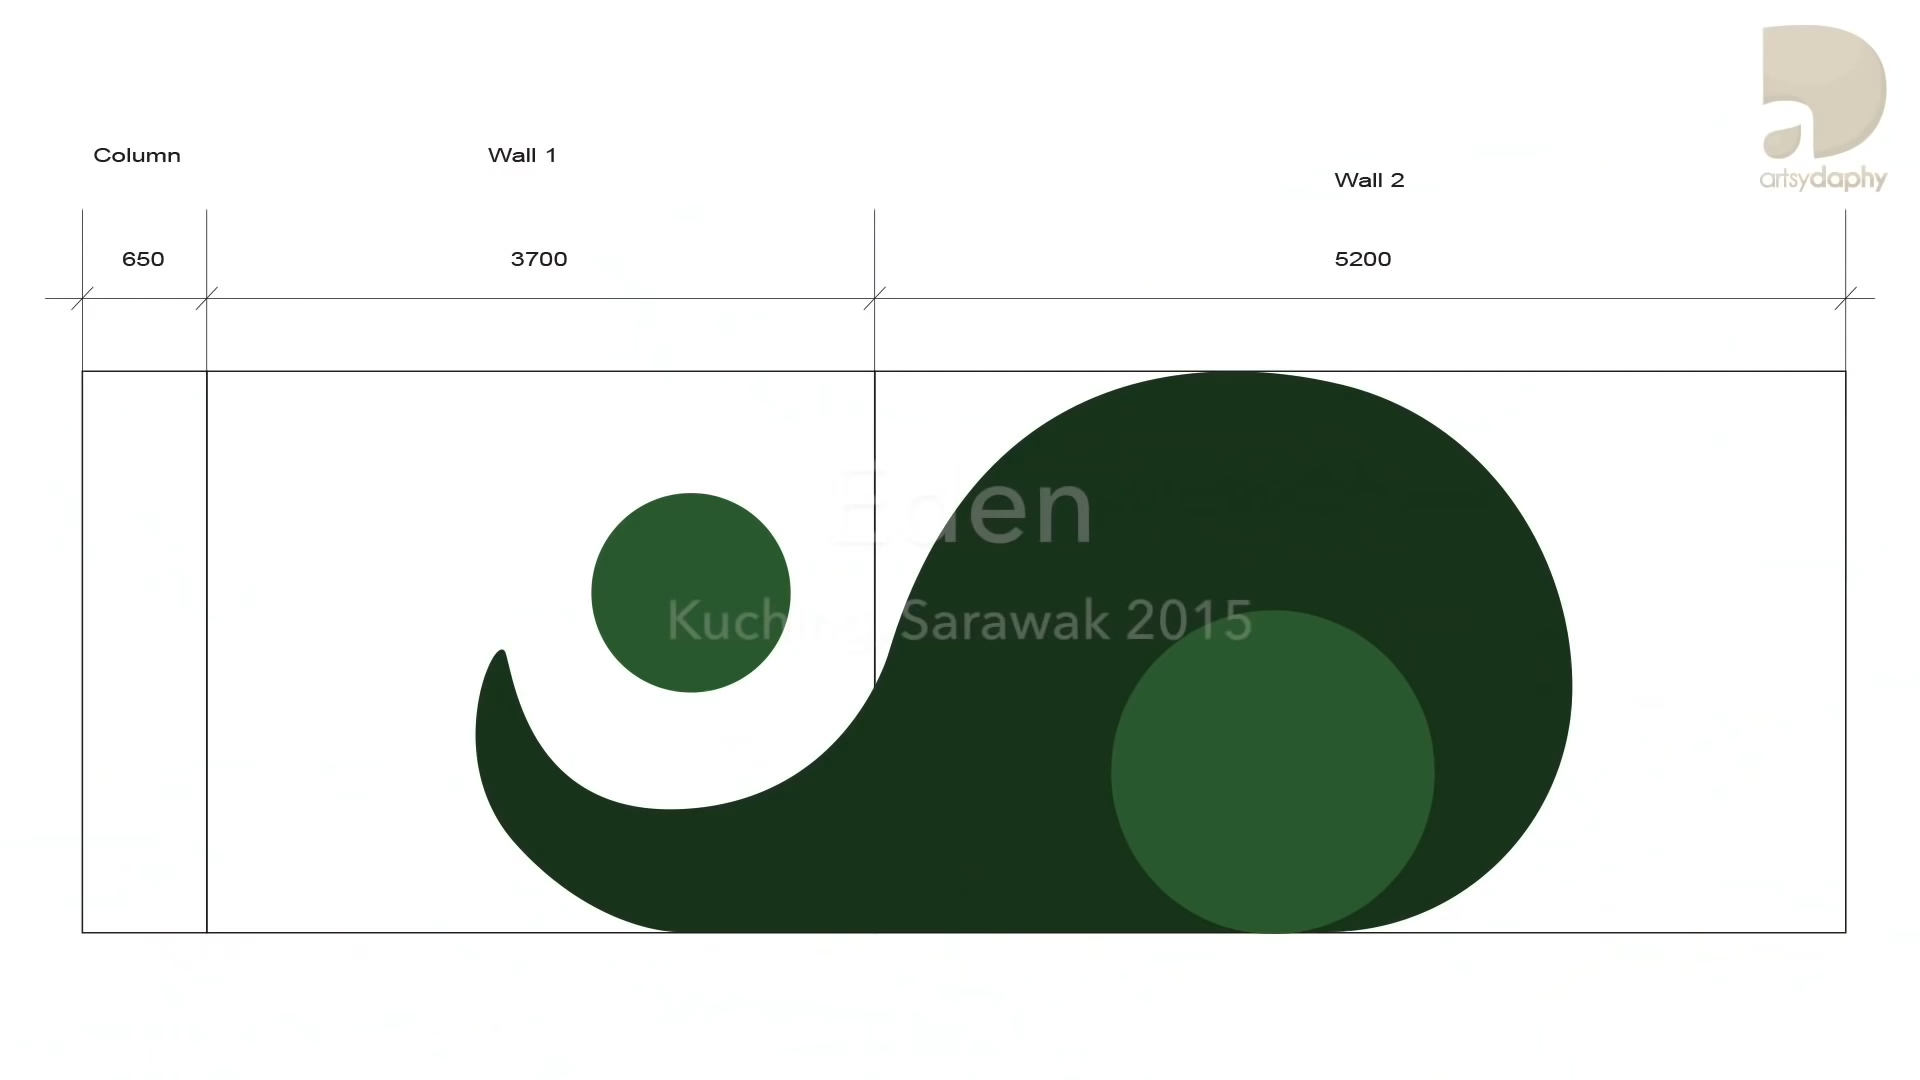 artsydaphy
Column
Wall 1
Wall 2
650
3700
5200
Eden
Kuching, Sarawak 2015